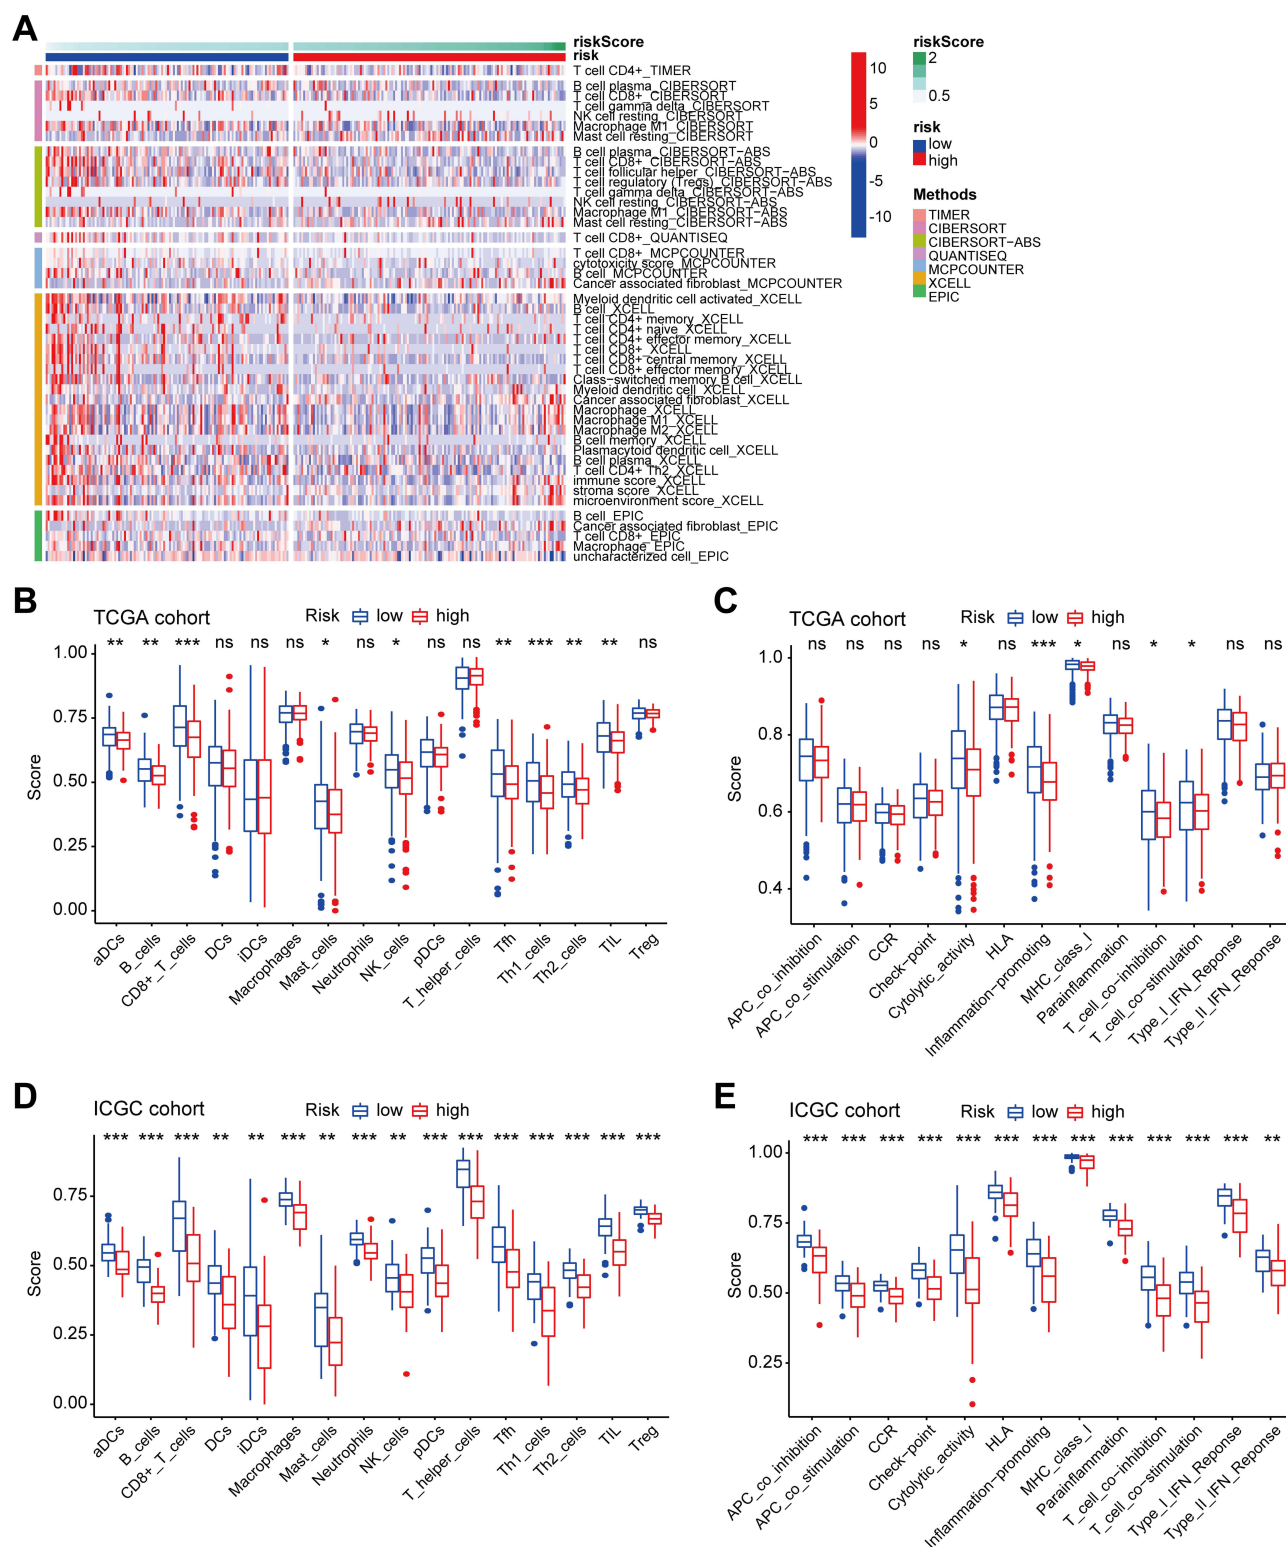 A
riskScore
risk
T cell CD4+_TIMER
B cell plasma_CIBERSORT
T cell CD8+_CIBERSORT
T cell gamma delta_CIBERSORT
NK cell resting_CIBERSORT
Macrophage M1_CIBERSORT
Mast cell resting_CIBERSORT
B cell plasma_CIBERSORT−ABS
T cell CD8+_CIBERSORT−ABS
T cell follicular helper_CIBERSORT−ABS
T cell regulatory (Tregs)_CIBERSORT−ABS
T cell gamma delta_CIBERSORT−ABS
NK cell resting_CIBERSORT−ABS
Macrophage M1_CIBERSORT−ABS
Mast cell resting_CIBERSORT−ABS
T cell CD8+_QUANTISEQ
T cell CD8+_MCPCOUNTER
cytotoxicity score_MCPCOUNTER
B cell_MCPCOUNTER
Cancer associated fibroblast_MCPCOUNTER
Myeloid dendritic cell activated_XCELL
B cell_XCELL
T cell CD4+ memory_XCELL
T cell CD4+ naive_XCELL
T cell CD4+ effector memory_XCELL
T cell CD8+_XCELL
T cell CD8+ central memory_XCELL
T cell CD8+ effector memory_XCELL
Class−switched memory B cell_XCELL
Myeloid dendritic cell_XCELL
Cancer associated fibroblast_XCELL
Macrophage_XCELL
Macrophage M1_XCELL
Macrophage M2_XCELL
B cell memory_XCELL
Plasmacytoid dendritic cell_XCELL
B cell plasma_XCELL
T cell CD4+ Th2_XCELL
immune score_XCELL
stroma score_XCELL
microenvironment score_XCELL
B cell_EPIC
Cancer associated fibroblast_EPIC
T cell CD8+_EPIC
Macrophage_EPIC
uncharacterized cell_EPIC
10
5
0
-5
-10
riskScore
2
0.5
risk
low
high
Methods
TIMER
CIBERSORT
CIBERSORT−ABS
QUANTISEQ
MCPCOUNTER
XCELL
EPIC
B
TCGA cohort
Risk low high
** ** *** ns ns ns * ns * ns ns ** *** ** ** ns
Score
1.00
0.75
0.50
0.25
0.00
aDCs
B_cells
CD8+_T_cells
DCs
iDCs
Macrophages
Mast_cells
Neutrophils
NK_cells
pDCs
T_helper_cells
Tfh
Th1_cells
Th2_cells
TIL
Treg
C
TCGA cohort
Risk low high
ns ns ns ns * ns *** * ns * * ns ns
Score
1.0
0.8
0.6
0.4
APC_co_inhibition
APC_co_stimulation
CCR
Check−point
Cytolytic_activity
HLA
Inflammation−promoting
MHC_class_I
Parainflammation
T_cell_co−inhibition
T_cell_co−stimulation
Type_I_IFN_Reponse
Type_II_IFN_Reponse
D
ICGC cohort
Risk low high
*** *** *** ** ** *** ** *** ** *** *** *** *** *** *** ***
Score
0.75
0.50
0.25
0.00
aDCs
B_cells
CD8+_T_cells
DCs
iDCs
Macrophages
Mast_cells
Neutrophils
NK_cells
pDCs
T_helper_cells
Tfh
Th1_cells
Th2_cells
TIL
Treg
E
ICGC cohort
Risk low high
*** *** *** *** *** *** *** *** *** *** *** *** **
Score
1.00
0.75
0.50
0.25
APC_co_inhibition
APC_co_stimulation
CCR
Check−point
Cytolytic_activity
HLA
Inflammation−promoting
MHC_class_I
Parainflammation
T_cell_co−inhibition
T_cell_co−stimulation
Type_I_IFN_Reponse
Type_II_IFN_Reponse